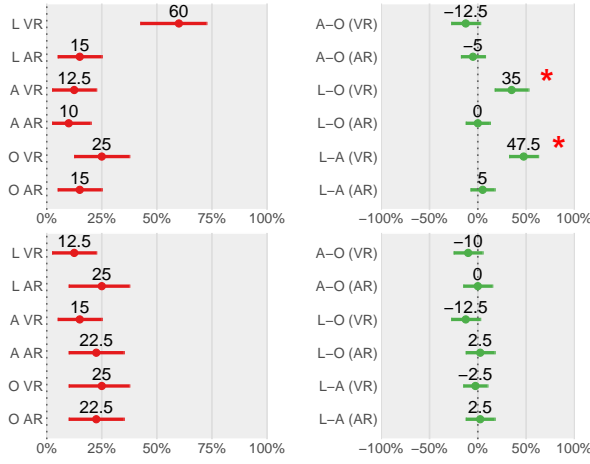 L VR 60
L AR 15
A VR 12.5
A AR 10
O VR 25
O AR 15
0% 25% 50% 75% 100%
A–O (VR) −12.5
A–O (AR) −5
L–O (VR) 35 *
L–O (AR) 0
L–A (VR) 47.5 *
L–A (AR) 5
−100% −50% 0% 50% 100%
L VR 12.5
L AR 25
A VR 15
A AR 22.5
O VR 25
O AR 22.5
0% 25% 50% 75% 100%
A–O (VR) −10
A–O (AR) 0
L–O (VR) −12.5
L–O (AR) 2.5
L–A (VR) −2.5
L–A (AR) 2.5
−100% −50% 0% 50% 100%